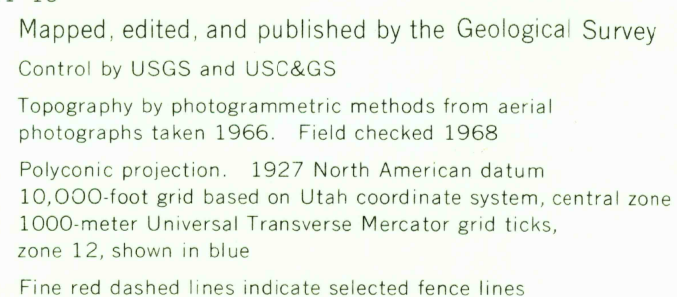 Mapped, edited, and published by the Geological Survey
Control by USGS and USC&GS
Topography by photogrammetric methods from aerial
photographs taken 1966. Field checked 1968
Polyconic projection. 1927 North American datum
10,000-foot grid based on Utah coordinate system, central zone
1000-meter Universal Transverse Mercator grid ticks,
zone 12, shown in blue
Fine red dashed lines indicate selected fence lines